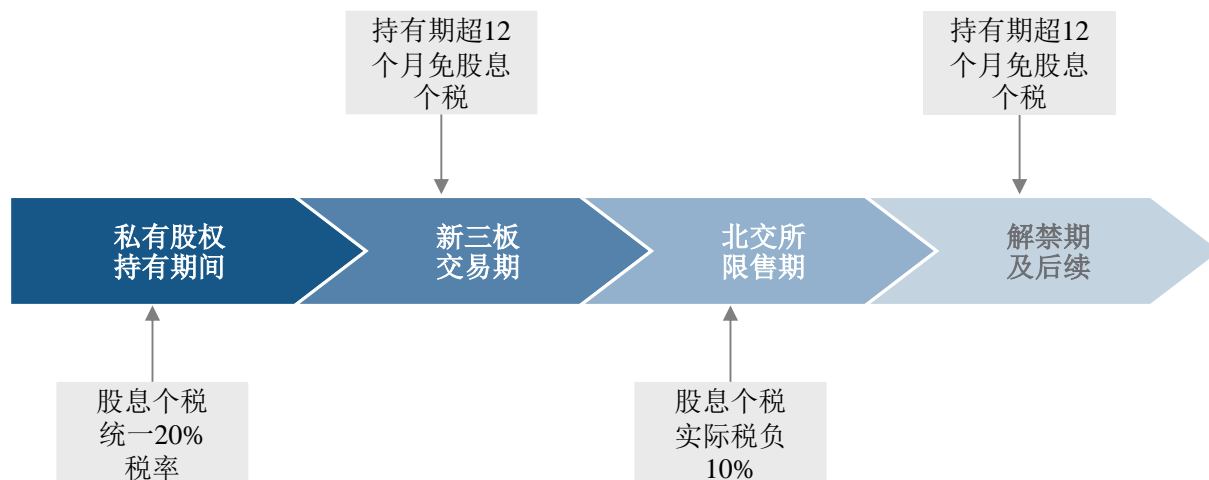 持有期超12
个月免股息
个税
持有期超12
个月免股息
个税
私有股权
持有期间
新三板
交易期
北交所
限售期
解禁期
及后续
股息个税
统一20%
税率
股息个税
实际税负
10%